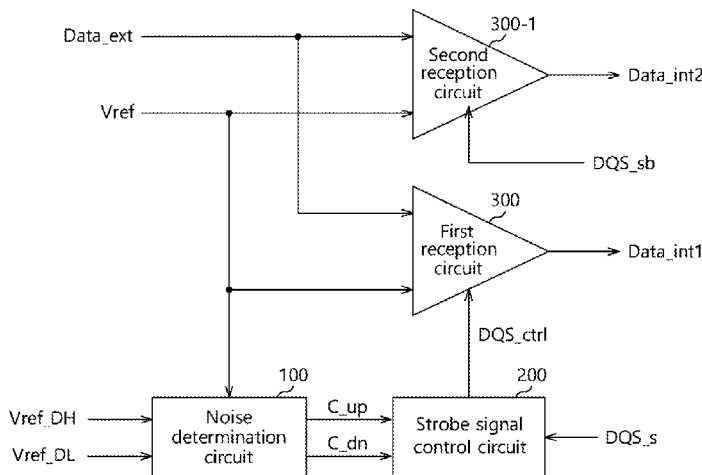 Data_ext
300-1
Second
reception
circuit
Data_int2
Vref
DQS_sb
300
First
reception
circuit
Data_int1
DQS_ctrl
100
200
Vref_DH
Noise
determination
circuit
C_up
Strobe signal
control circuit
DQS_s
Vref_DL
C_dn